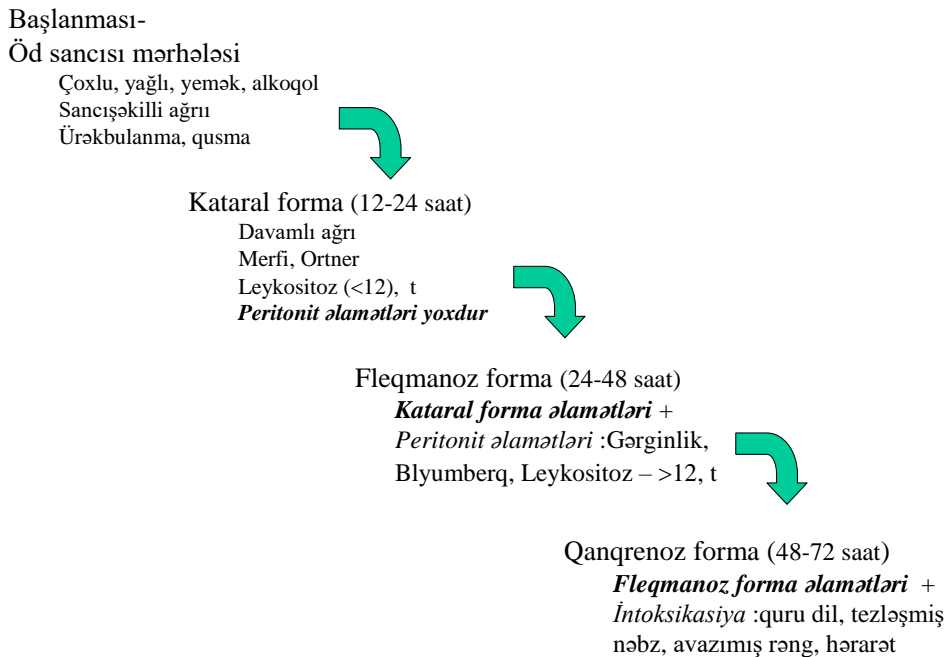 Başlanması-
Öd sancısı mərhələsi
Çoxlu, yağlı, yemək, alkoqol
Sancışəkilli ağrıı
Ürəkbulanma, qusma
Kataral forma (12-24 saat)
Davamlı ağrı
Merfi, Ortner
Leykositoz (<12), t
Peritonit əlamətləri yoxdur
Fleqmanoz forma (24-48 saat)
Kataral forma əlamətləri +
Peritonit əlamətləri :Gərginlik,
Blyumberq, Leykositoz – >12, t
Qanqrenoz forma (48-72 saat)
Fleqmanoz forma əlamətləri +
İntoksikasiya :quru dil, tezləşmiş
nəbz, avazımış rəng, hərarət